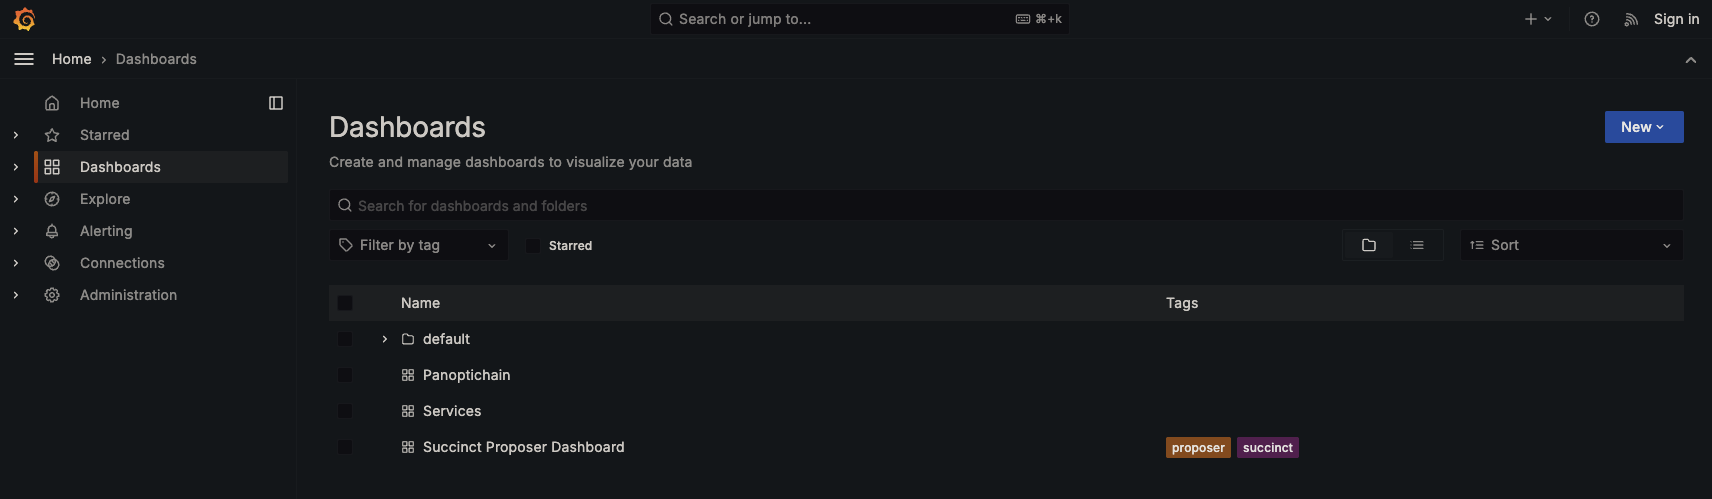 Search or jump to...
⌘+k
Sign in
Home › Dashboards
Home
Starred
Dashboards
Explore
Alerting
Connections
Administration
Dashboards
New
Create and manage dashboards to visualize your data
Search for dashboards and folders
Filter by tag
Starred
Sort
Name Tags
default
Panoptichain
Services
Succinct Proposer Dashboard proposer succinct